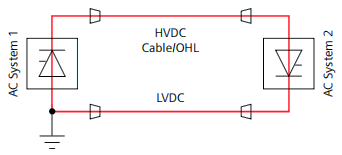 AC System 1
HVDC
Cable/OHL
LVDC
AC System 2